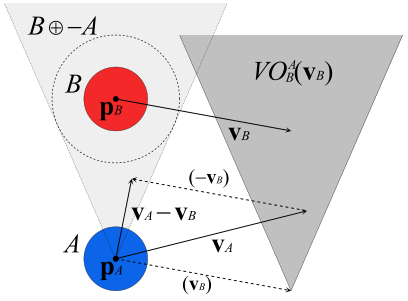 B ⊕ −A
B
p_B
VO^A_B(v_B)
v_B
(−v_B)
v_A − v_B
A
v_A
p_A
(v_B)